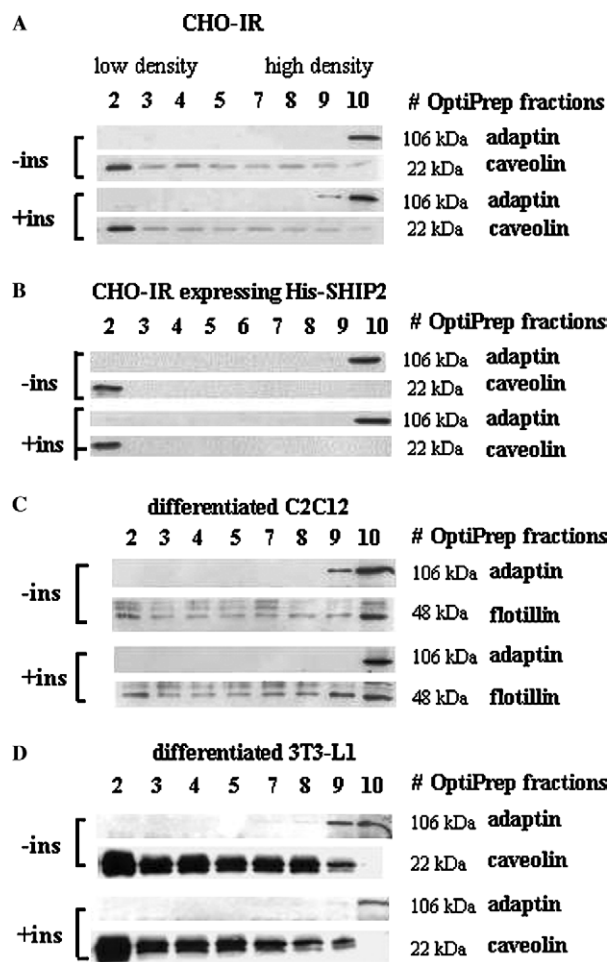 A
CHO-IR
low density high density
2 3 4 5 7 8 9 10 # OptiPrep fractions
-ins
106 kDa adaptin
22 kDa caveolin
+ins
106 kDa adaptin
22 kDa caveolin
B
CHO-IR expressing His-SHIP2
2 3 4 5 6 7 8 9 10 # OptiPrep fractions
-ins
106 kDa adaptin
22 kDa caveolin
+ins
106 kDa adaptin
22 kDa caveolin
C
differentiated C2C12
2 3 4 5 7 8 9 10 # OptiPrep fractions
-ins
106 kDa adaptin
48 kDa flotillin
+ins
106 kDa adaptin
48 kDa flotillin
D
differentiated 3T3-L1
2 3 4 5 7 8 9 10 # OptiPrep fractions
-ins
106 kDa adaptin
22 kDa caveolin
+ins
106 kDa adaptin
22 kDa caveolin